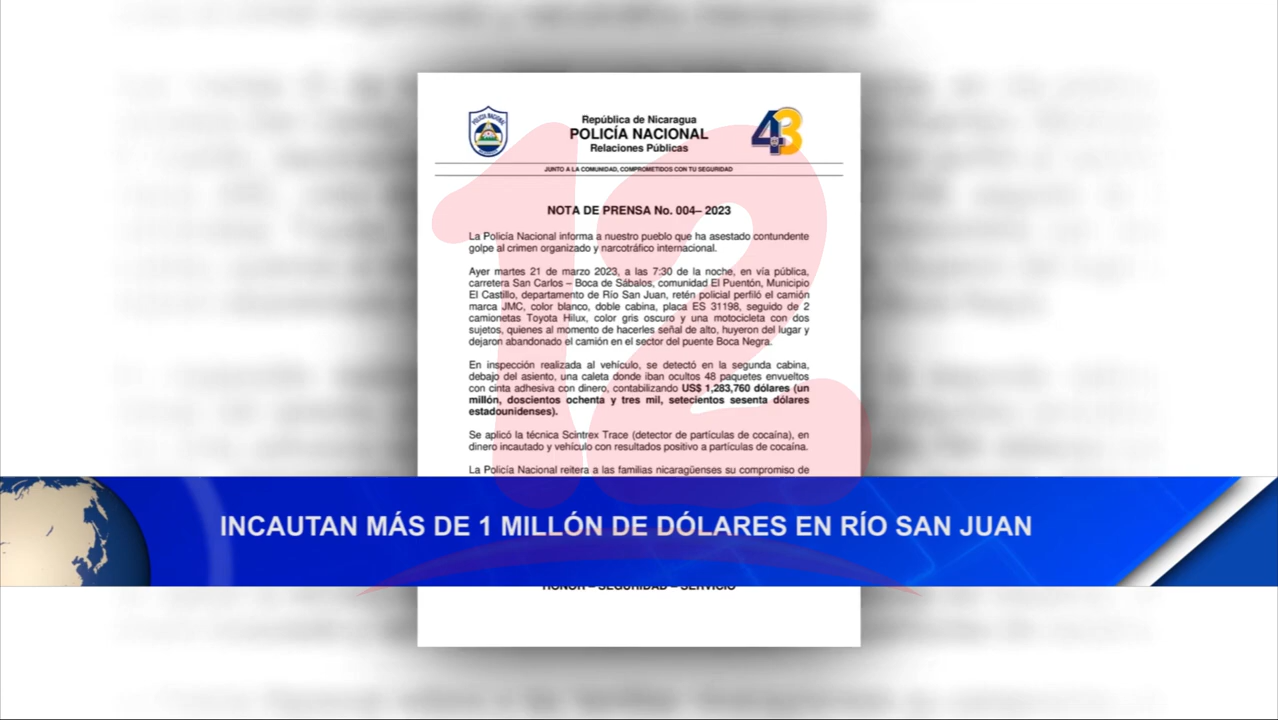 POLICÍA NACIONAL
43
República de Nicaragua
POLICÍA NACIONAL
Relaciones Públicas
JUNTO A LA COMUNIDAD, COMPROMETIDOS CON TU SEGURIDAD
12
NOTA DE PRENSA No. 004– 2023
La Policía Nacional informa a nuestro pueblo que ha asestado contundente
golpe al crimen organizado y narcotráfico internacional.
Ayer martes 21 de marzo 2023, a las 7:30 de la noche, en vía pública,
carretera San Carlos – Boca de Sábalos, comunidad El Puentón, Municipio
El Castillo, departamento de Río San Juan, retén policial perfiló el camión
marca JMC, color blanco, doble cabina, placa ES 31198, seguido de 2
camionetas Toyota Hilux, color gris oscuro y una motocicleta con dos
sujetos, quienes al momento de hacerles señal de alto, huyeron del lugar y
dejaron abandonado el camión en el sector del puente Boca Negra.
En inspección realizada al vehículo, se detectó en la segunda cabina,
debajo del asiento, una caleta donde iban ocultos 48 paquetes envueltos
con cinta adhesiva con dinero, contabilizando US$ 1,283,760 dólares (un
millón, doscientos ochenta y tres mil, setecientos sesenta dólares
estadounidenses).
Se aplicó la técnica Scintrex Trace (detector de partículas de cocaína), en
dinero incautado y vehículo con resultados positivo a partículas de cocaína.
La Policía Nacional reitera a las familias nicaragüenses su compromiso de
INCAUTAN MÁS DE 1 MILLÓN DE DÓLARES EN RÍO SAN JUAN
HONOR – SEGURIDAD – SERVICIO